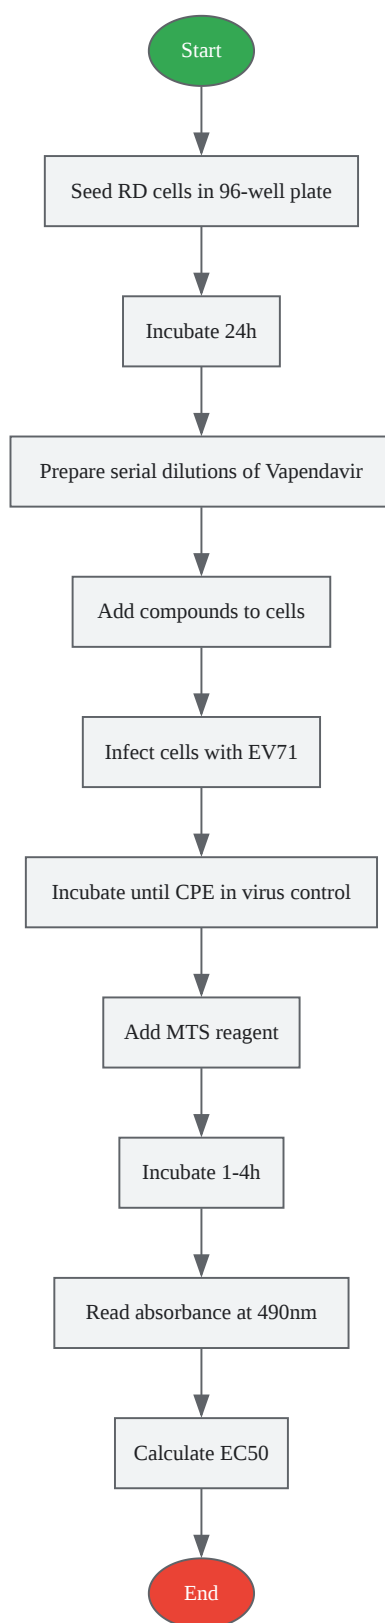 Start
Seed RD cells in 96-well plate
Incubate 24h
Prepare serial dilutions of Vapendavir
Add compounds to cells
Infect cells with EV71
Incubate until CPE in virus control
Add MTS reagent
Incubate 1-4h
Read absorbance at 490nm
Calculate EC50
End